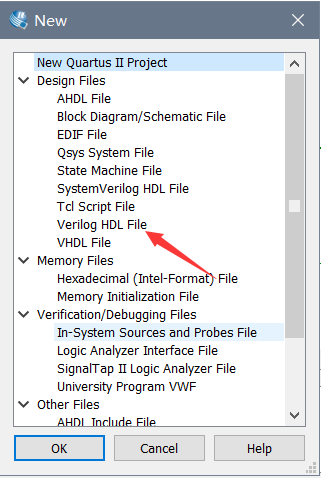 New
New Quartus II Project
Design Files
AHDL File
Block Diagram/Schematic File
EDIF File
Qsys System File
State Machine File
SystemVerilog HDL File
Tcl Script File
Verilog HDL File
VHDL File
Memory Files
Hexadecimal (Intel-Format) File
Memory Initialization File
Verification/Debugging Files
In-System Sources and Probes File
Logic Analyzer Interface File
SignalTap II Logic Analyzer File
University Program VWF
Other Files
AHDL Include File
OK Cancel Help